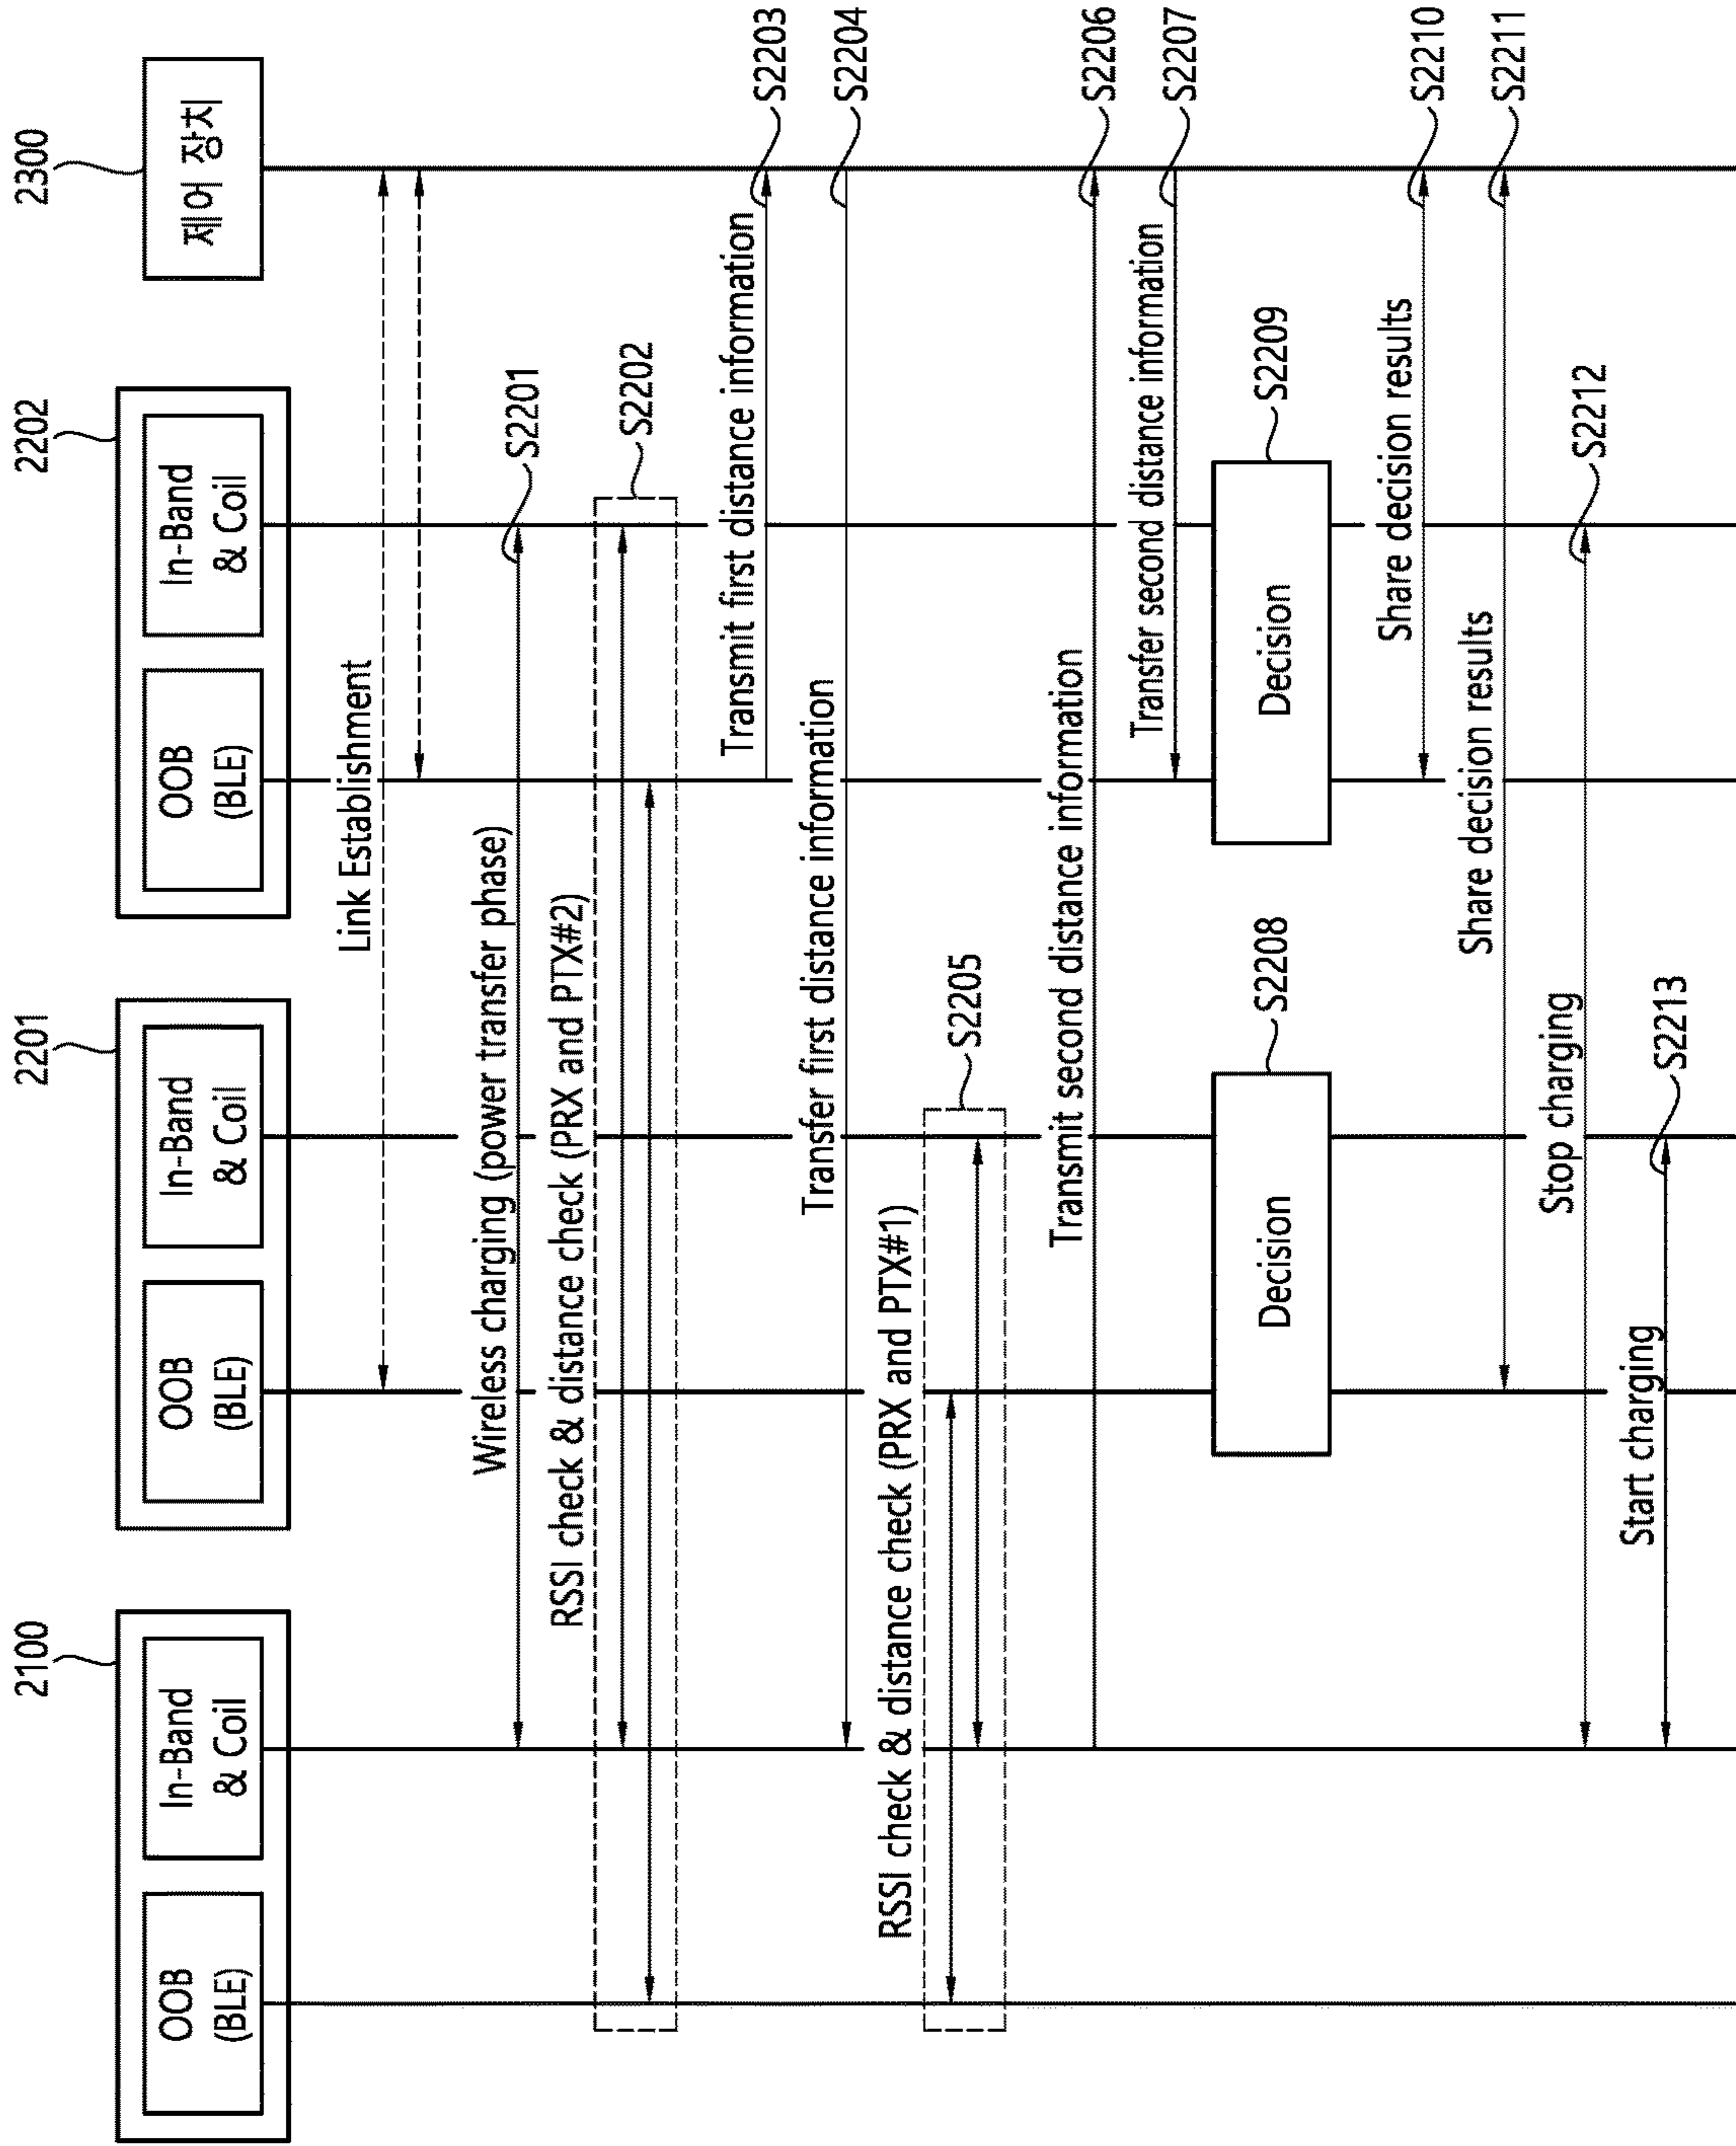 2100
2201
2202
2300
OOB
(BLE)
In-Band
& Coil
OOB
(BLE)
In-Band
& Coil
OOB
(BLE)
In-Band
& Coil
제어 장치
Link Establishment
Wireless charging (power transfer phase)
S2201
RSSI check & distance check (PRX and PTX#2)
S2202
Transmit first distance information
S2203
Transfer first distance information
S2204
RSSI check & distance check (PRX and PTX#1)
S2205
Transmit second distance information
S2206
Transfer second distance information
S2207
Decision
S2208
Decision
S2209
Share decision results
S2210
Share decision results
S2211
Stop charging
S2212
Start charging
S2213